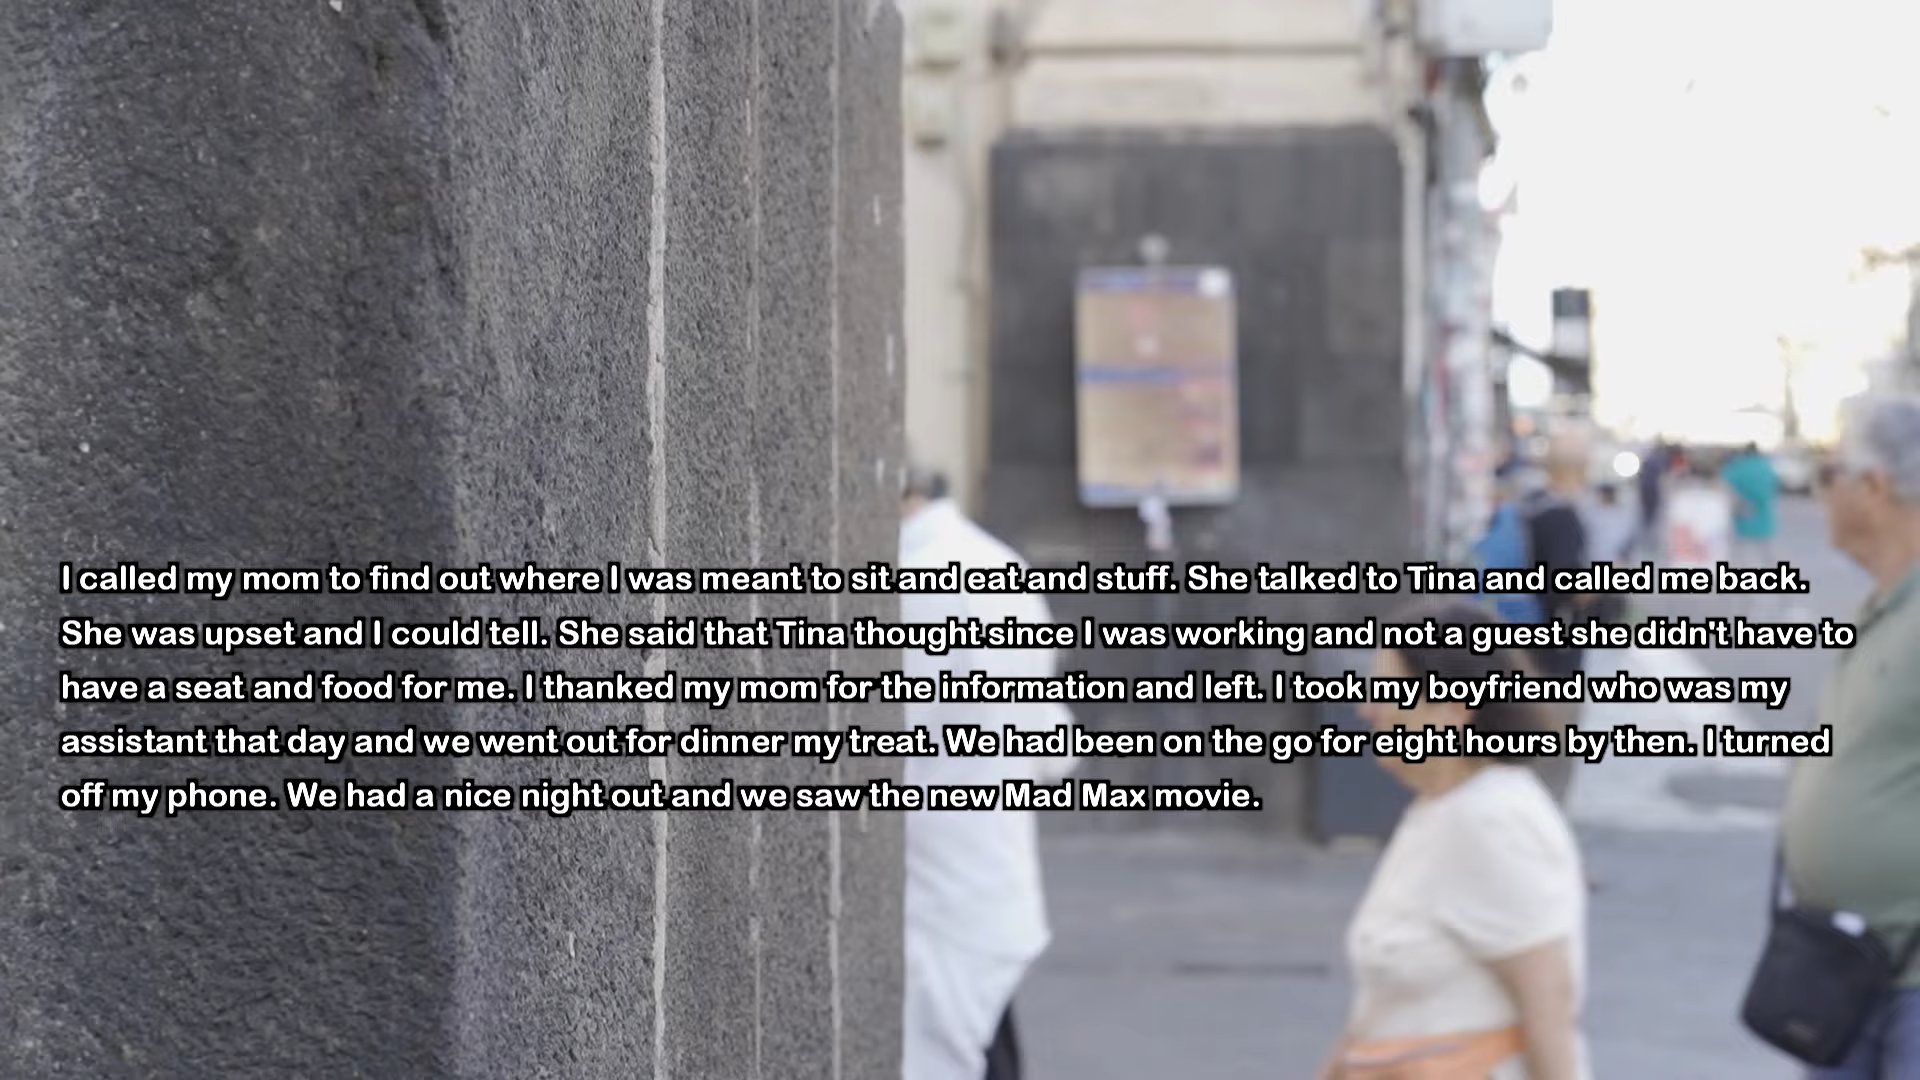 I called my mom to find out where I was meant to sit and eat and stuff. She talked to Tina and called me back.
She was upset and I could tell. She said that Tina thought since I was working and not a guest she didn't have to
have a seat and food for me. I thanked my mom for the information and left. I took my boyfriend who was my
assistant that day and we went out for dinner my treat. We had been on the go for eight hours by then. I turned
off my phone. We had a nice night out and we saw the new Mad Max movie.